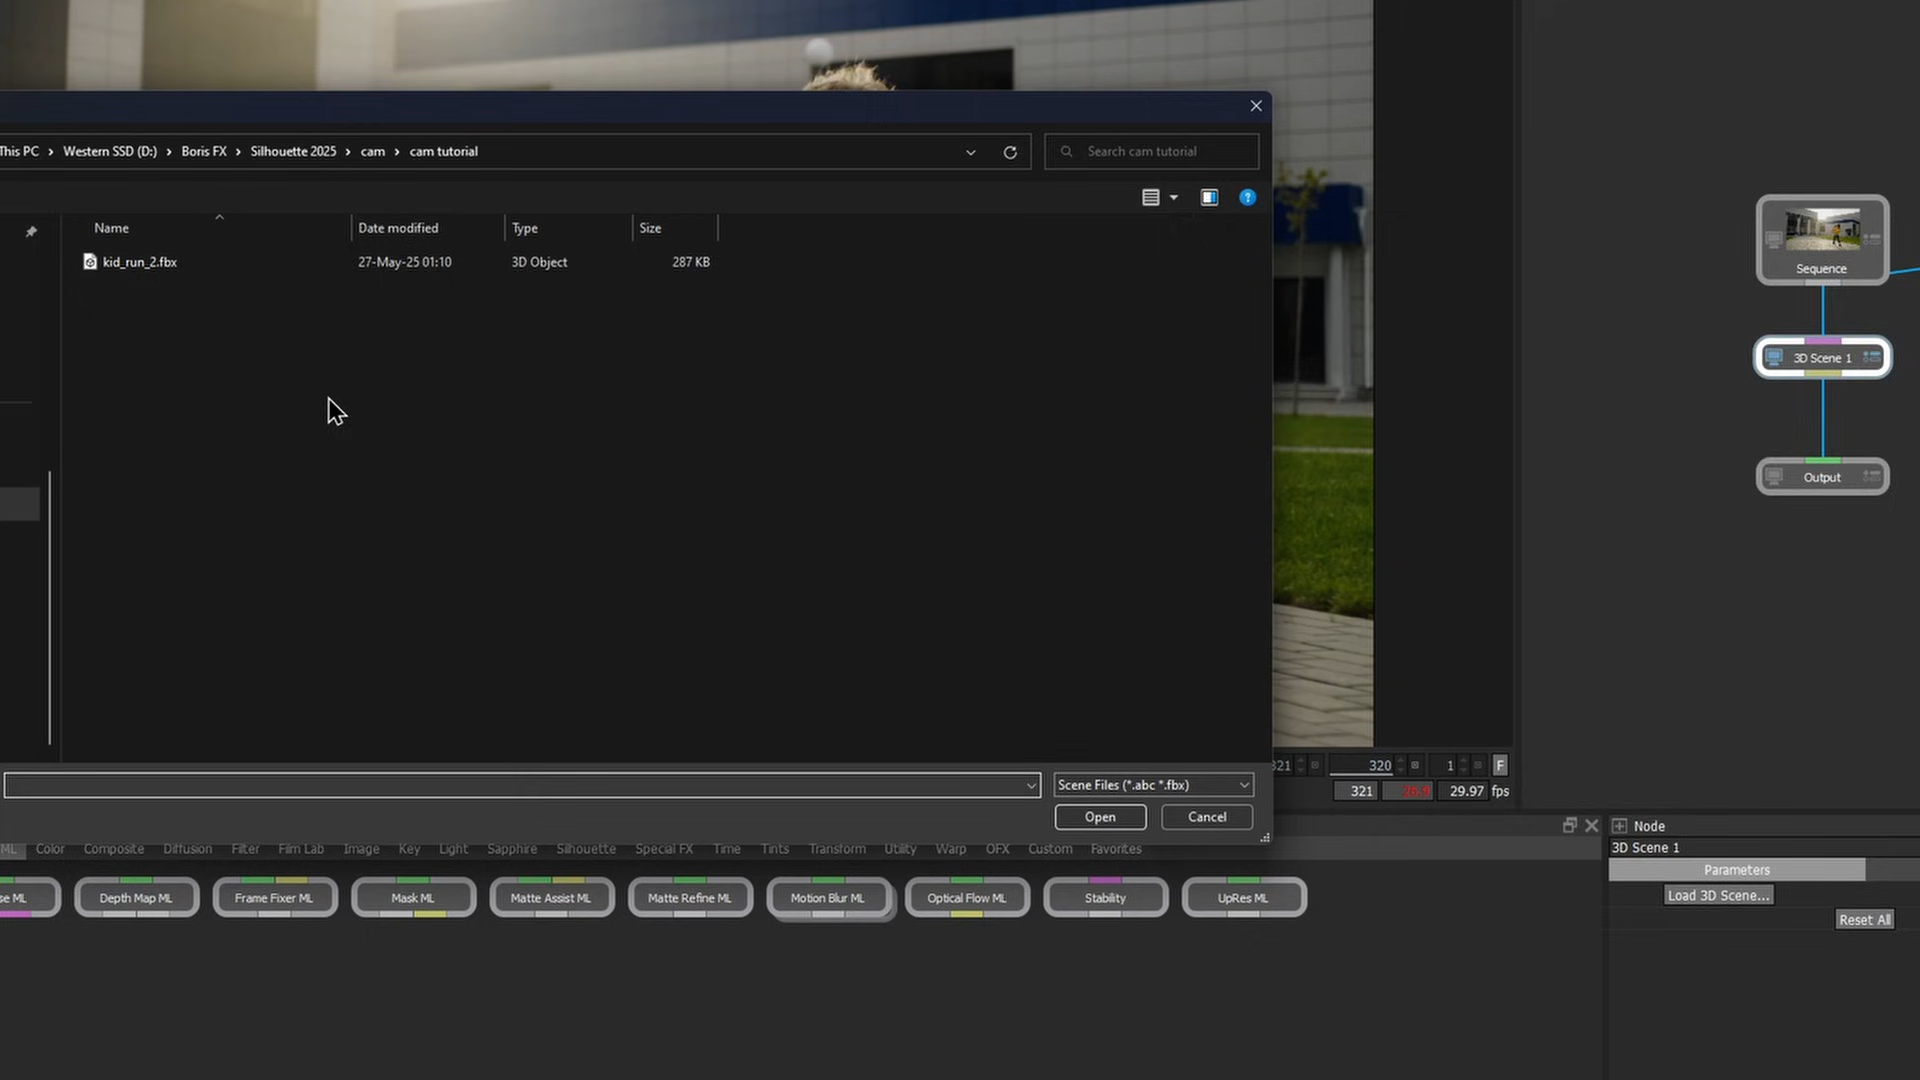 This PC > Western SSD (D:) > Boris FX > Silhouette 2025 > cam > cam tutorial
Search cam tutorial
Name Date modified Type Size
kid_run_2.fbx 27-May-25 01:10 3D Object 287 KB
Scene Files (*.abc *.fbx)
Open Cancel
Sequence
3D Scene 1
Output
321 320 1 F
321 29.97 fps
ML Color Composite Diffusion Filter Film Lab Image Key Light Sapphire Silhouette Special FX Time Tints Transform Utility Warp OFX Custom Favorites
se ML Depth Map ML Frame Fixer ML Mask ML Matte Assist ML Matte Refine ML Motion Blur ML Optical Flow ML Stability UpRes ML
Node
3D Scene 1
Parameters
Load 3D Scene...
Reset All